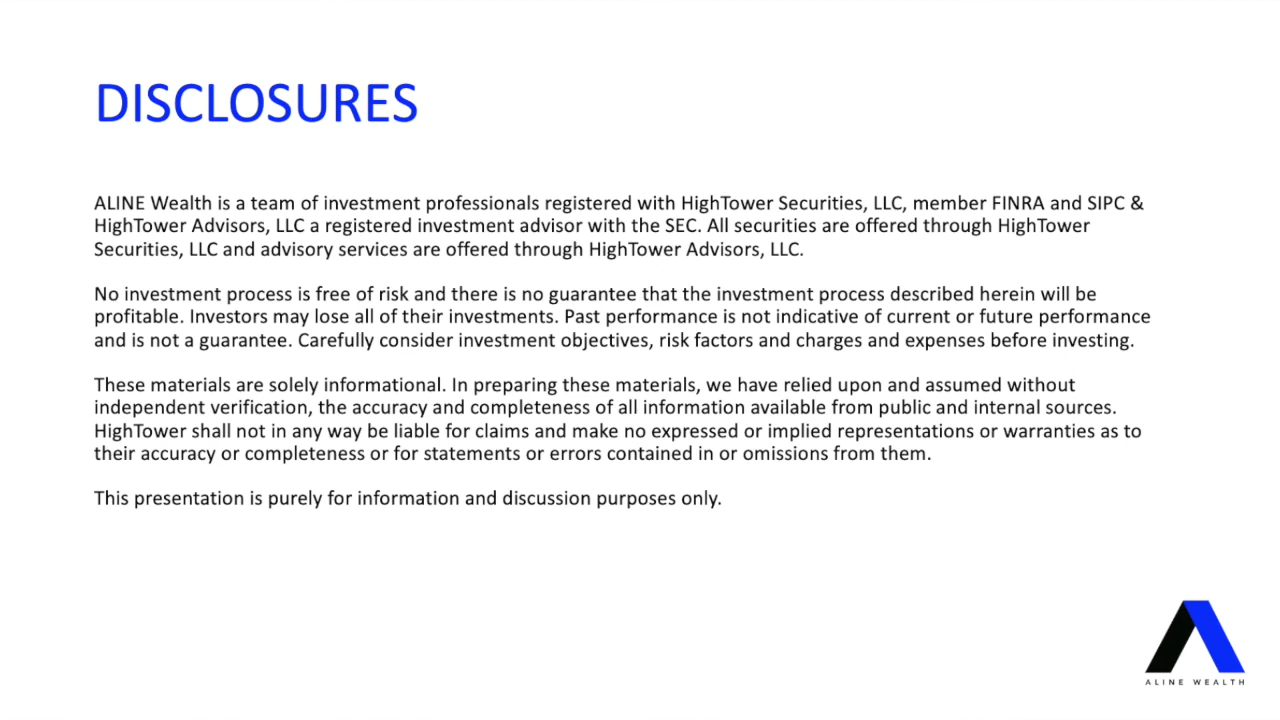 DISCLOSURES
ALINE Wealth is a team of investment professionals registered with HighTower Securities, LLC, member FINRA and SIPC &
HighTower Advisors, LLC a registered investment advisor with the SEC. All securities are offered through HighTower
Securities, LLC and advisory services are offered through HighTower Advisors, LLC.
No investment process is free of risk and there is no guarantee that the investment process described herein will be
profitable. Investors may lose all of their investments. Past performance is not indicative of current or future performance
and is not a guarantee. Carefully consider investment objectives, risk factors and charges and expenses before investing.
These materials are solely informational. In preparing these materials, we have relied upon and assumed without
independent verification, the accuracy and completeness of all information available from public and internal sources.
HighTower shall not in any way be liable for claims and make no expressed or implied representations or warranties as to
their accuracy or completeness or for statements or errors contained in or omissions from them.
This presentation is purely for information and discussion purposes only.
ALINE WEALTH